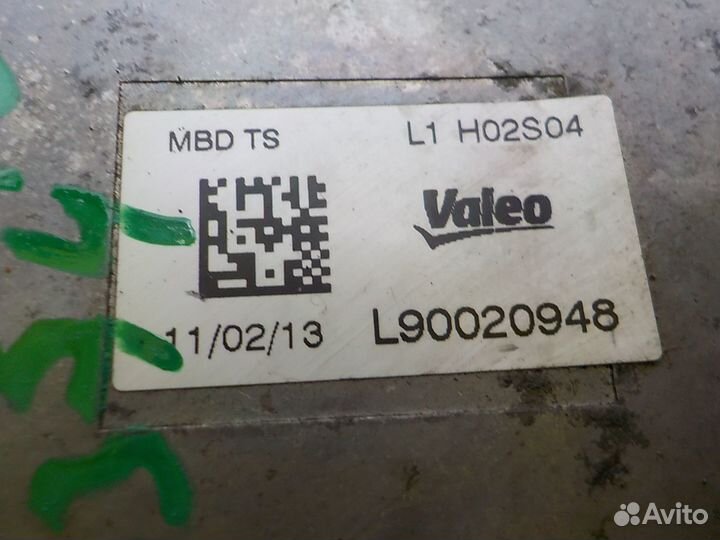 MBD TS
L1 H02S04
Valeo
11/02/13
L90020948
Avito